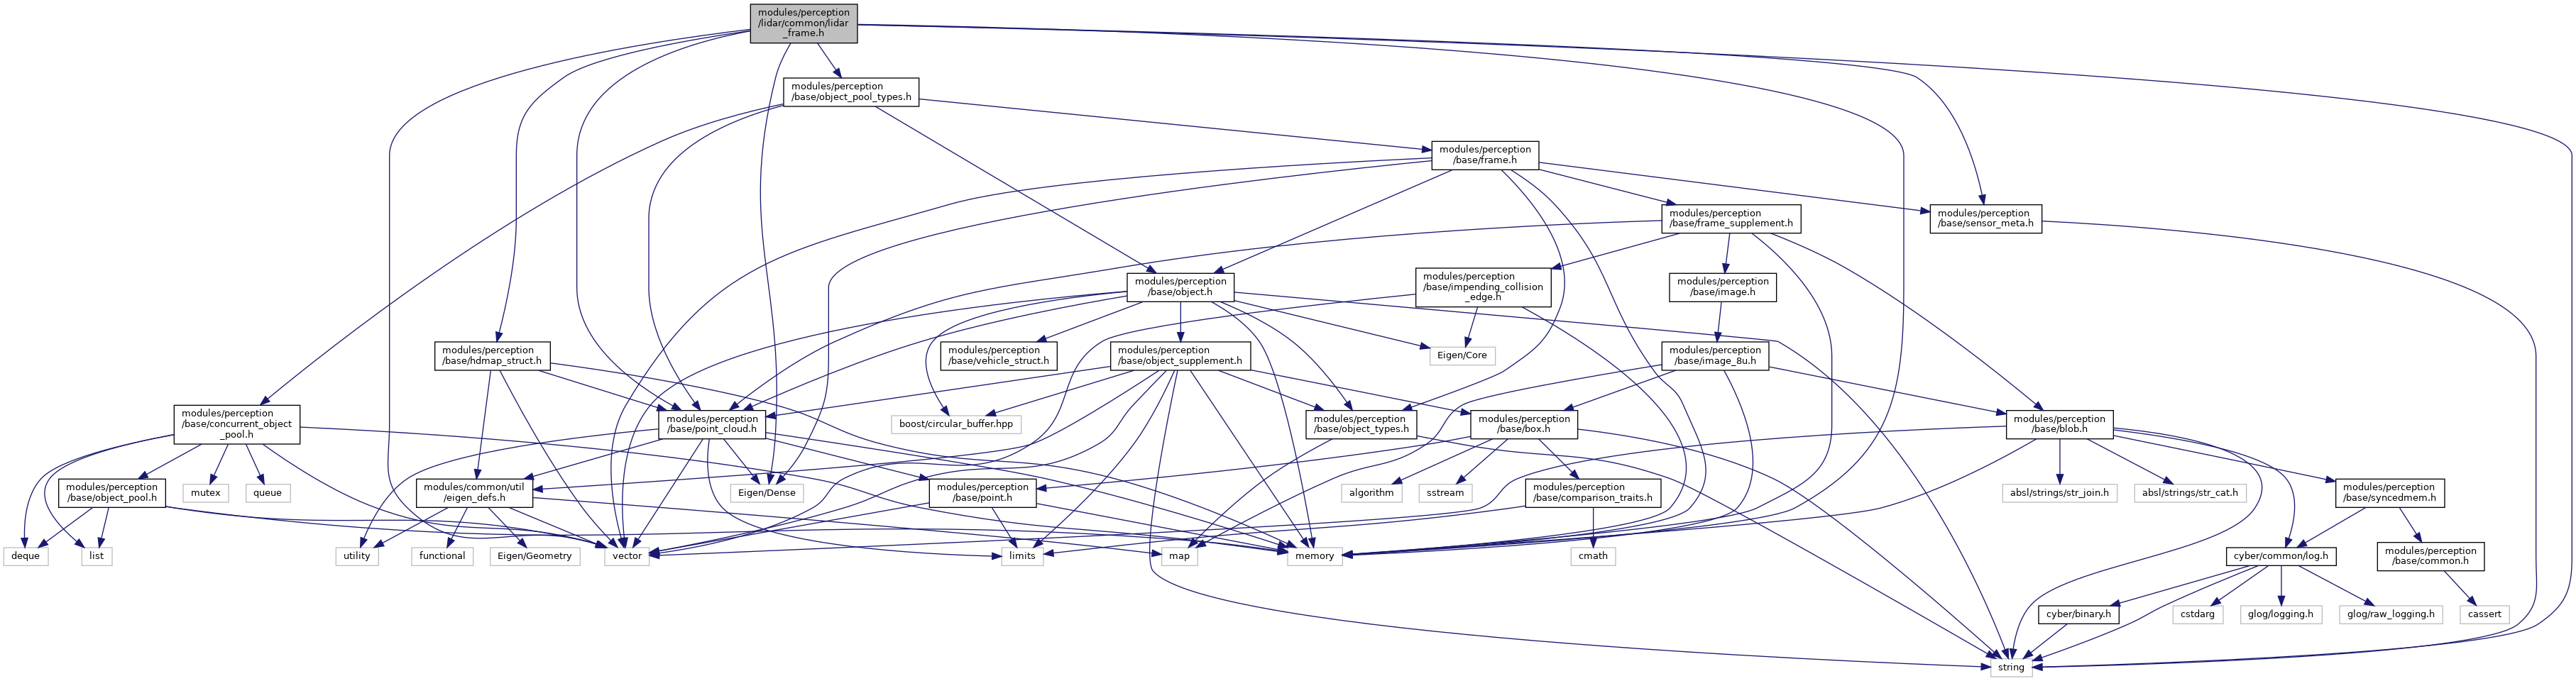 modules/perception
/lidar/common/lidar
_frame.h
modules/perception
/base/object_pool_types.h
modules/perception
/base/frame.h
modules/perception
/base/frame_supplement.h
modules/perception
/base/sensor_meta.h
modules/perception
/base/object.h
modules/perception
/base/impending_collision
_edge.h
modules/perception
/base/image.h
modules/perception
/base/hdmap_struct.h
modules/perception
/base/vehicle_struct.h
modules/perception
/base/object_supplement.h
Eigen/Core
modules/perception
/base/image_8u.h
modules/perception
/base/concurrent_object
_pool.h
modules/perception
/base/point_cloud.h
boost/circular_buffer.hpp
modules/perception
/base/object_types.h
modules/perception
/base/box.h
modules/perception
/base/blob.h
modules/perception
/base/object_pool.h
mutex
queue
modules/common/util
/eigen_defs.h
Eigen/Dense
modules/perception
/base/point.h
algorithm
sstream
modules/perception
/base/comparison_traits.h
absl/strings/str_join.h
absl/strings/str_cat.h
modules/perception
/base/syncedmem.h
deque
list
utility
functional
Eigen/Geometry
vector
limits
map
memory
cmath
cyber/common/log.h
modules/perception
/base/common.h
cyber/binary.h
cstdarg
glog/logging.h
glog/raw_logging.h
cassert
string